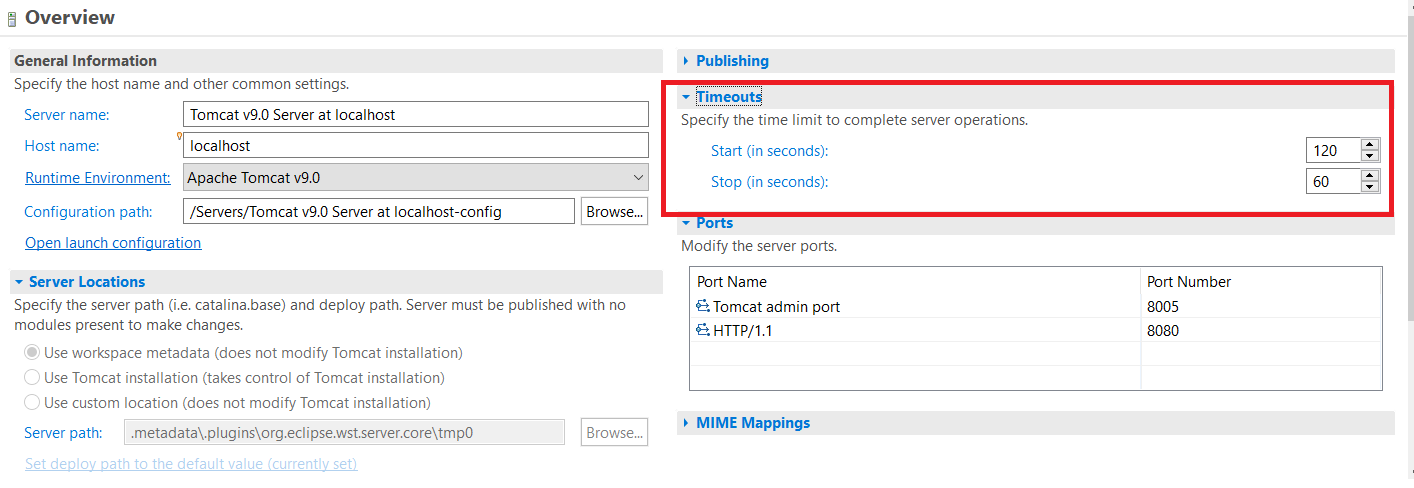 Overview
General Information
Specify the host name and other common settings.
Server name:
Tomcat v9.0 Server at localhost
Host name:
localhost
Runtime Environment:
Apache Tomcat v9.0
Configuration path:
/Servers/Tomcat v9.0 Server at localhost-config
Browse...
Open launch configuration
Server Locations
Specify the server path (i.e. catalina.base) and deploy path. Server must be published with no
modules present to make changes.
Use workspace metadata (does not modify Tomcat installation)
Use Tomcat installation (takes control of Tomcat installation)
Use custom location (does not modify Tomcat installation)
Server path:
.metadata\.plugins\org.eclipse.wst.server.core\tmp0
Browse...
Set deploy path to the default value (currently set)
Publishing
Timeouts
Specify the time limit to complete server operations.
Start (in seconds):
120
Stop (in seconds):
60
Ports
Modify the server ports.
Port Name
Port Number
Tomcat admin port
8005
HTTP/1.1
8080
MIME Mappings